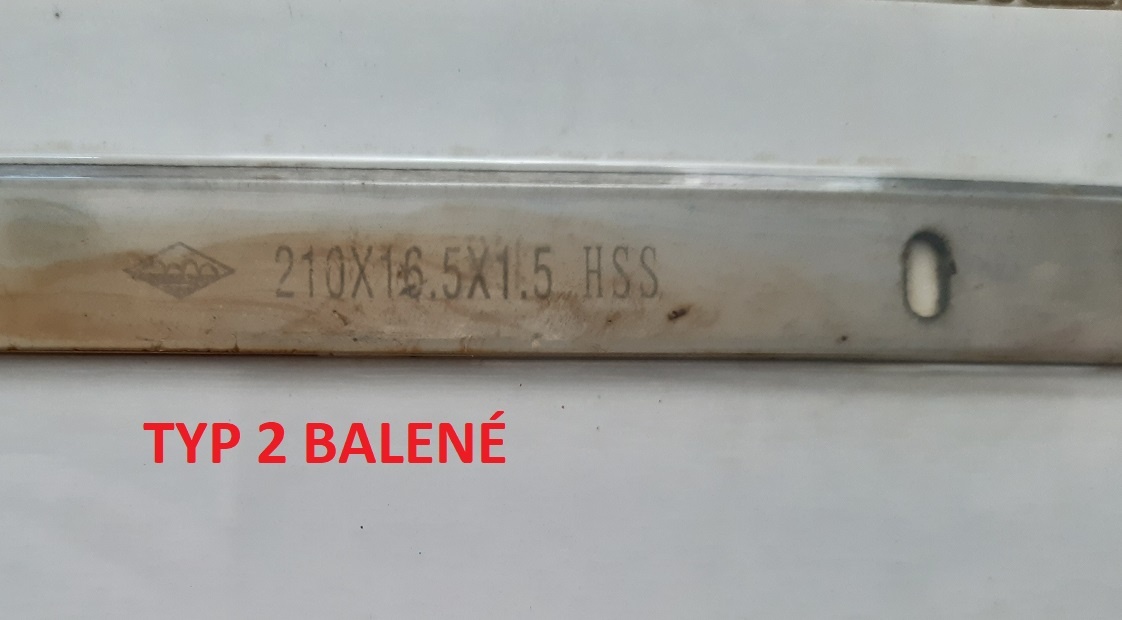 210X16.5X1.5 HSS
TYP 2 BALENÉ